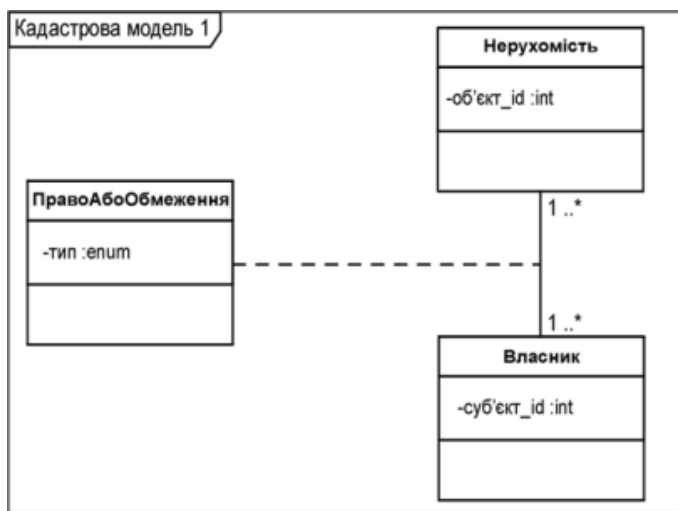 Кадастрова модель 1
Нерухомість
-об'єкт_id :int
ПравоАбоОбмеження
-тип :enum
1 ..*
1 ..*
Власник
-суб'єкт_id :int